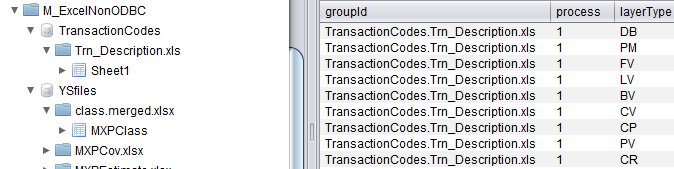 M_ExcelNonODBC
TransactionCodes
Trn_Description.xls
Sheet1
YSfiles
class.merged.xlsx
MXPClass
MXPCov.xlsx
MXPEstimate.xlsx
groupId process layerType
TransactionCodes.Trn_Description.xls 1 DB
TransactionCodes.Trn_Description.xls 1 PM
TransactionCodes.Trn_Description.xls 1 FV
TransactionCodes.Trn_Description.xls 1 LV
TransactionCodes.Trn_Description.xls 1 BV
TransactionCodes.Trn_Description.xls 1 CV
TransactionCodes.Trn_Description.xls 1 CP
TransactionCodes.Trn_Description.xls 1 PV
TransactionCodes.Trn_Description.xls 1 CR